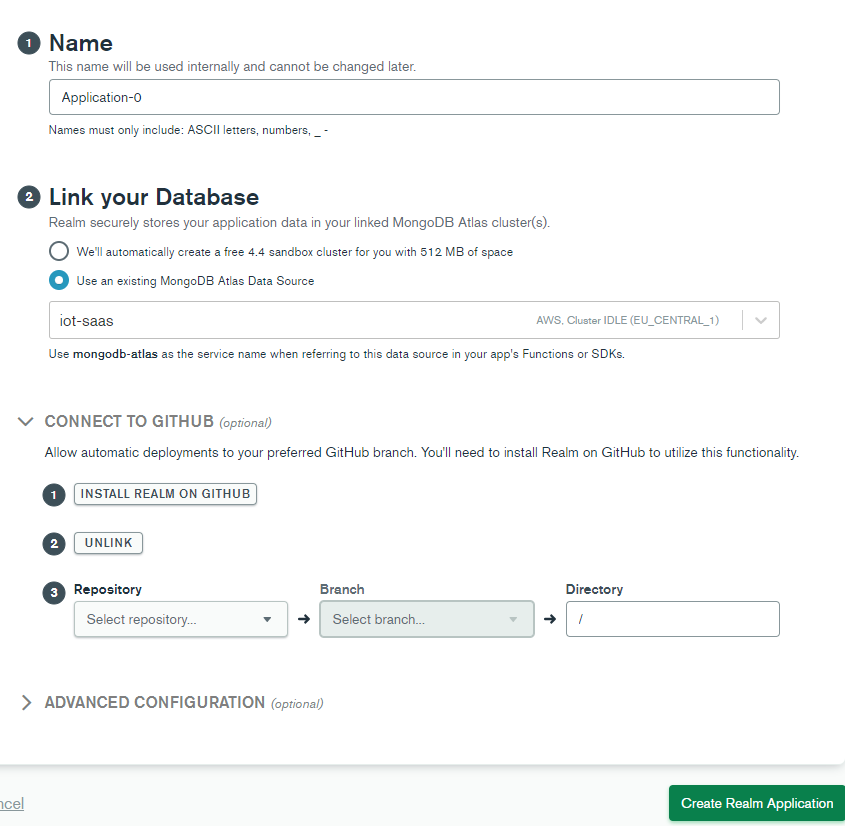 1 Name
This name will be used internally and cannot be changed later.
Application-0
Names must only include: ASCII letters, numbers, _ -
2 Link your Database
Realm securely stores your application data in your linked MongoDB Atlas cluster(s).
We'll automatically create a free 4.4 sandbox cluster for you with 512 MB of space
Use an existing MongoDB Atlas Data Source
iot-saas AWS, Cluster IDLE (EU_CENTRAL_1)
Use mongodb-atlas as the service name when referring to this data source in your app's Functions or SDKs.
CONNECT TO GITHUB (optional)
Allow automatic deployments to your preferred GitHub branch. You'll need to install Realm on GitHub to utilize this functionality.
1 INSTALL REALM ON GITHUB
2 UNLINK
3 Repository Branch Directory
Select repository... Select branch... /
ADVANCED CONFIGURATION (optional)
ncel Create Realm Application